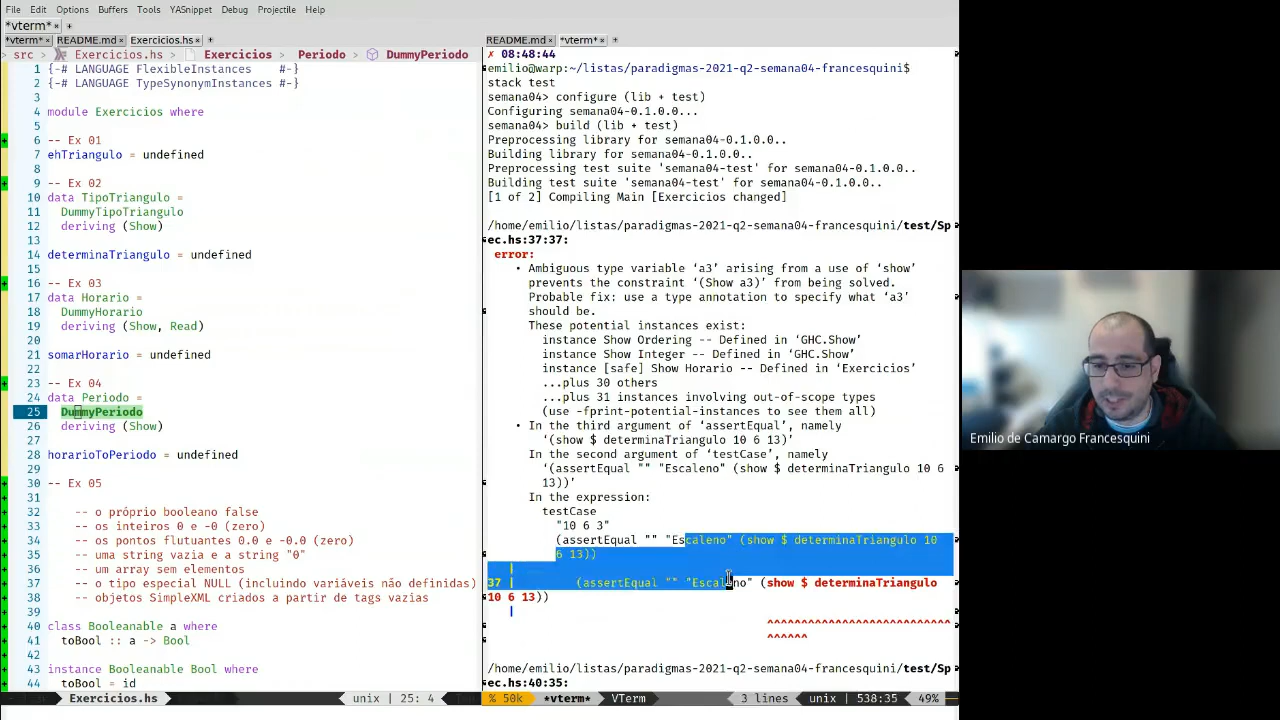 File Edit Options Buffers Tools YASnippet Debug Projectile Help
*vterm* × +
*vterm* × README.md × Exercicios.hs × +
src > Exercicios.hs > Exercicios > Periodo > DummyPeriodo
1 {-# LANGUAGE FlexibleInstances #-}
2 {-# LANGUAGE TypeSynonymInstances #-}
3
4 module Exercicios where
5
6 -- Ex 01
7 ehTriangulo = undefined
8
9 -- Ex 02
10 data TipoTriangulo =
11 DummyTipoTriangulo
12 deriving (Show)
13
14 determinaTriangulo = undefined
15
16 -- Ex 03
17 data Horario =
18 DummyHorario
19 deriving (Show, Read)
20
21 somarHorario = undefined
22
23 -- Ex 04
24 data Periodo =
25 DummyPeriodo
26 deriving (Show)
27
28 horarioToPeriodo = undefined
29
30 -- Ex 05
31
32 -- o próprio booleano false
33 -- os inteiros 0 e -0 (zero)
34 -- os pontos flutuantes 0.0 e -0.0 (zero)
35 -- uma string vazia e a string "0"
36 -- um array sem elementos
37 -- o tipo especial NULL (incluindo variáveis não definidas)
38 -- objetos SimpleXML criados a partir de tags vazias
39
40 class Booleanable a where
41 toBool :: a -> Bool
42
43 instance Booleanable Bool where
44 toBool = id
Exercicios.hs unix | 25: 4
README.md × *vterm* × +
✗ 08:48:44
emilio@warp:~/listas/paradigmas-2021-q2-semana04-francesquini$
stack test
semana04> configure (lib + test)
Configuring semana04-0.1.0.0...
semana04> build (lib + test)
Preprocessing library for semana04-0.1.0.0..
Building library for semana04-0.1.0.0..
Preprocessing test suite 'semana04-test' for semana04-0.1.0.0..
Building test suite 'semana04-test' for semana04-0.1.0.0..
[1 of 2] Compiling Main [Exercicios changed]
/home/emilio/listas/paradigmas-2021-q2-semana04-francesquini/test/Sp
ec.hs:37:37:
error:
• Ambiguous type variable ‘a3’ arising from a use of ‘show’
prevents the constraint ‘(Show a3)’ from being solved.
Probable fix: use a type annotation to specify what ‘a3’
should be.
These potential instances exist:
instance Show Ordering -- Defined in ‘GHC.Show’
instance Show Integer -- Defined in ‘GHC.Show’
instance [safe] Show Horario -- Defined in ‘Exercicios’
...plus 30 others
...plus 31 instances involving out-of-scope types
(use -fprint-potential-instances to see them all)
• In the third argument of ‘assertEqual’, namely
‘(show $ determinaTriangulo 10 6 13)’
In the second argument of ‘testCase’, namely
‘(assertEqual "" "Escaleno" (show $ determinaTriangulo 10 6
13))’
In the expression:
testCase
"10 6 3"
(assertEqual "" "Escaleno" (show $ determinaTriangulo 10
6 13))
|
37 | (assertEqual "" "Escaleno" (show $ determinaTriangulo
10 6 13))
|
^^^^^^^^^^^^^^^^^^^^^^^^^^^
^^^^^^
/home/emilio/listas/paradigmas-2021-q2-semana04-francesquini/test/Sp
ec.hs:40:35:
% 50k *vterm* VTerm 3 lines | unix | 538:35 49%
Emilio de Camargo Francesquini